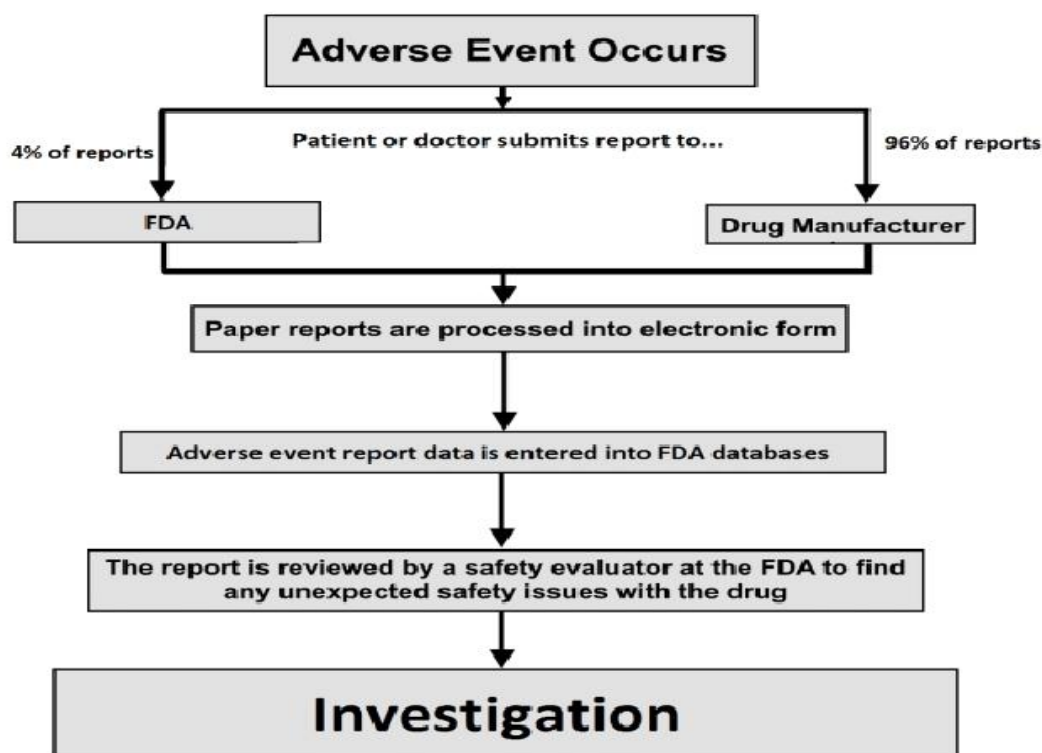 Adverse Event Occurs
4% of reports
Patient or doctor submits report to...
96% of reports
FDA
Drug Manufacturer
Paper reports are processed into electronic form
Adverse event report data is entered into FDA databases
The report is reviewed by a safety evaluator at the FDA to find
any unexpected safety issues with the drug
Investigation